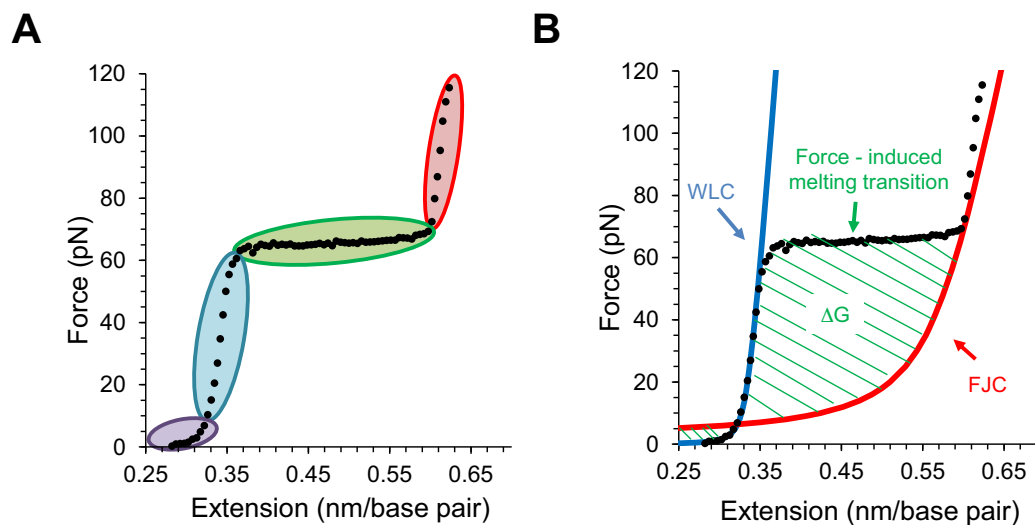 A
120
100
80
60
40
20
0
Force (pN)
0.25
0.35
0.45
0.55
0.65
Extension (nm/base pair)
B
120
100
80
60
40
20
0
Force (pN)
0.25
0.35
0.45
0.55
0.65
Extension (nm/base pair)
WLC
Force - induced
melting transition
ΔG
FJC